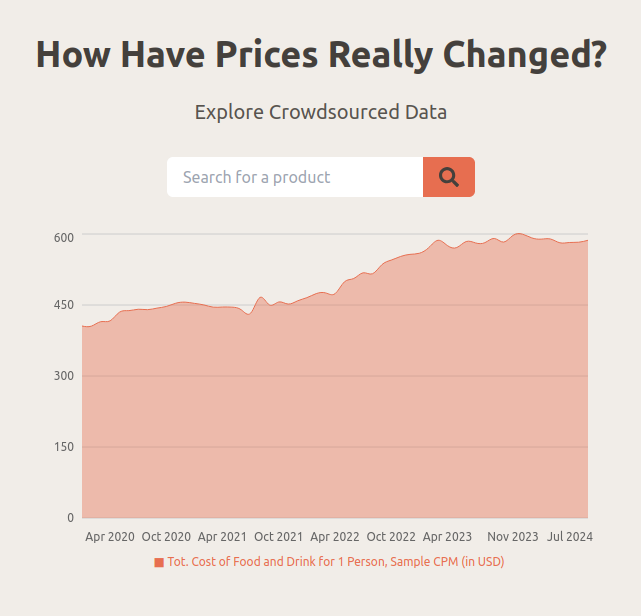 How Have Prices Really Changed?
Explore Crowdsourced Data
Search for a product
600
450
300
150
0
Apr 2020 Oct 2020 Apr 2021 Oct 2021 Apr 2022 Oct 2022 Apr 2023 Nov 2023 Jul 2024
Tot. Cost of Food and Drink for 1 Person, Sample CPM (in USD)